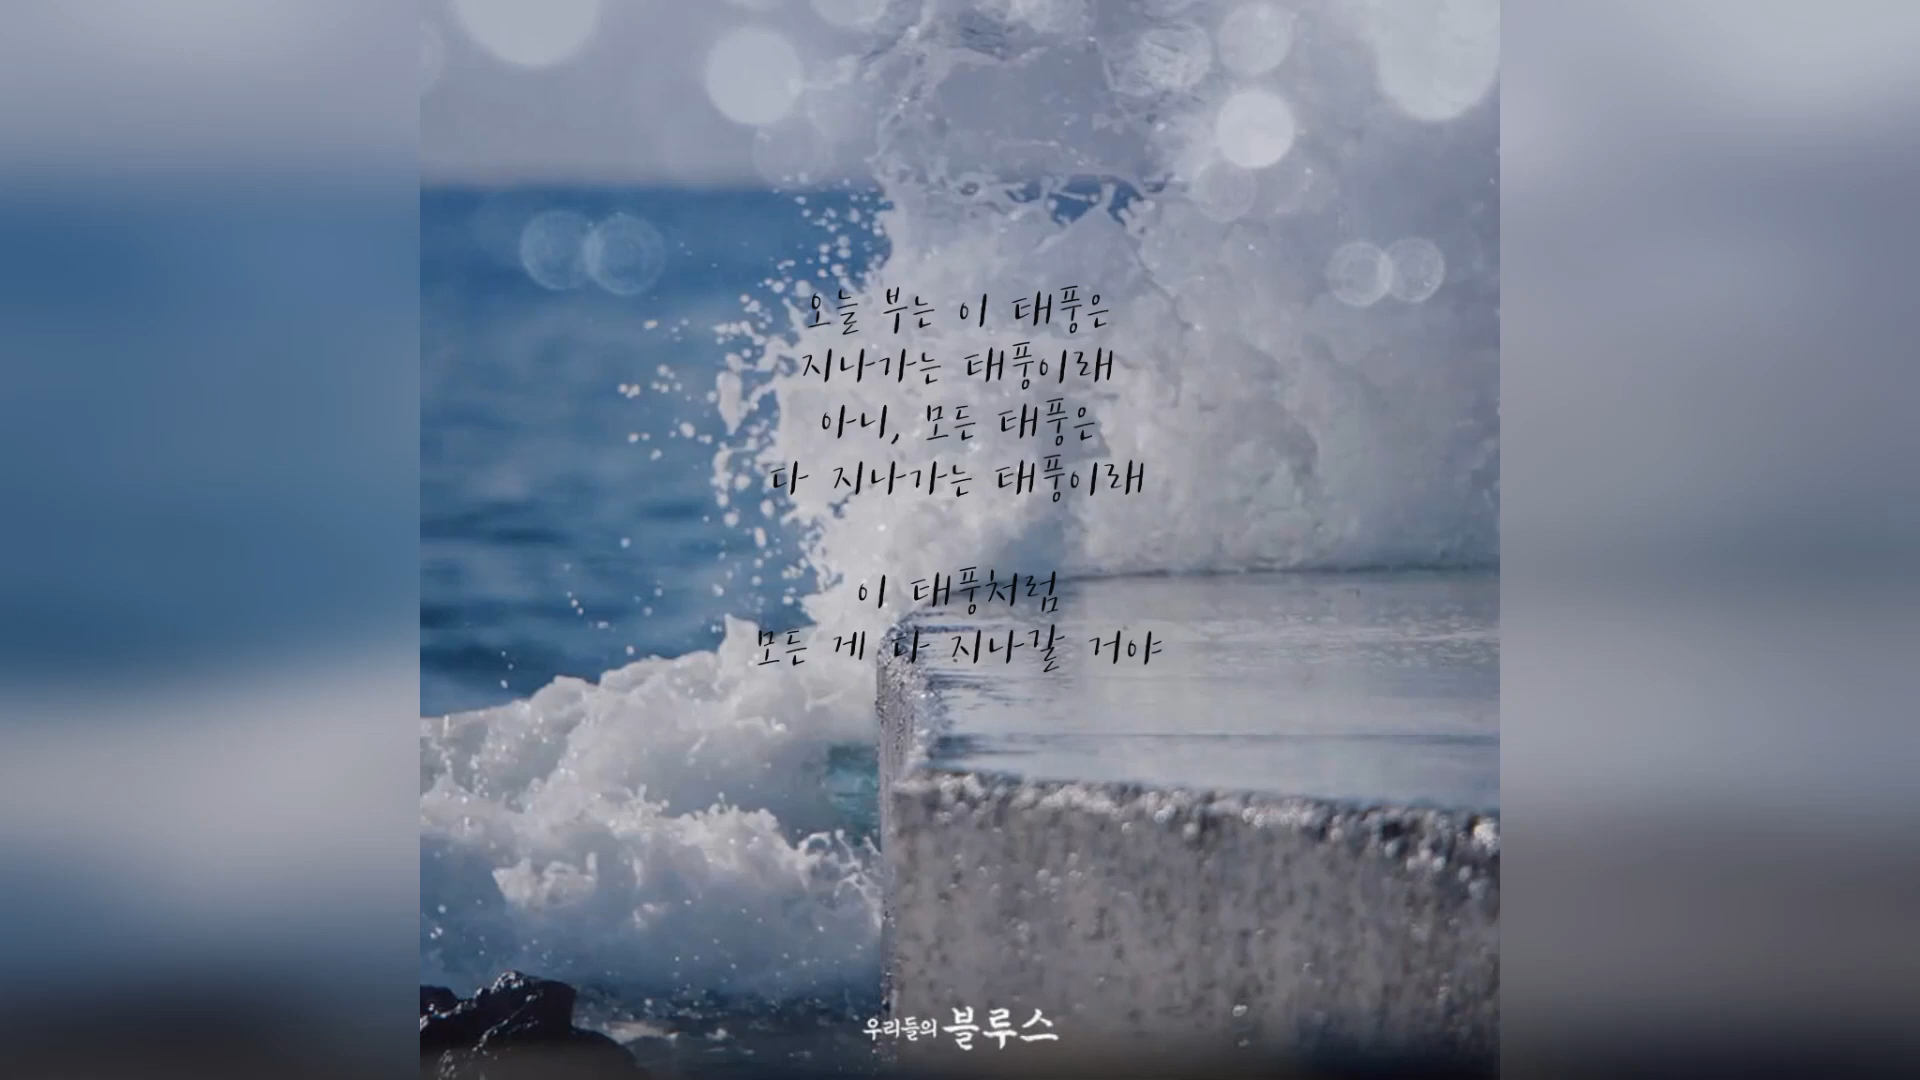 오늘 부는 이 태풍은
지나가는 태풍이래
아니, 모든 태풍은
다 지나가는 태풍이래
이 태풍처럼
모든 게 다 지나갈 거야
우리들의 블루스